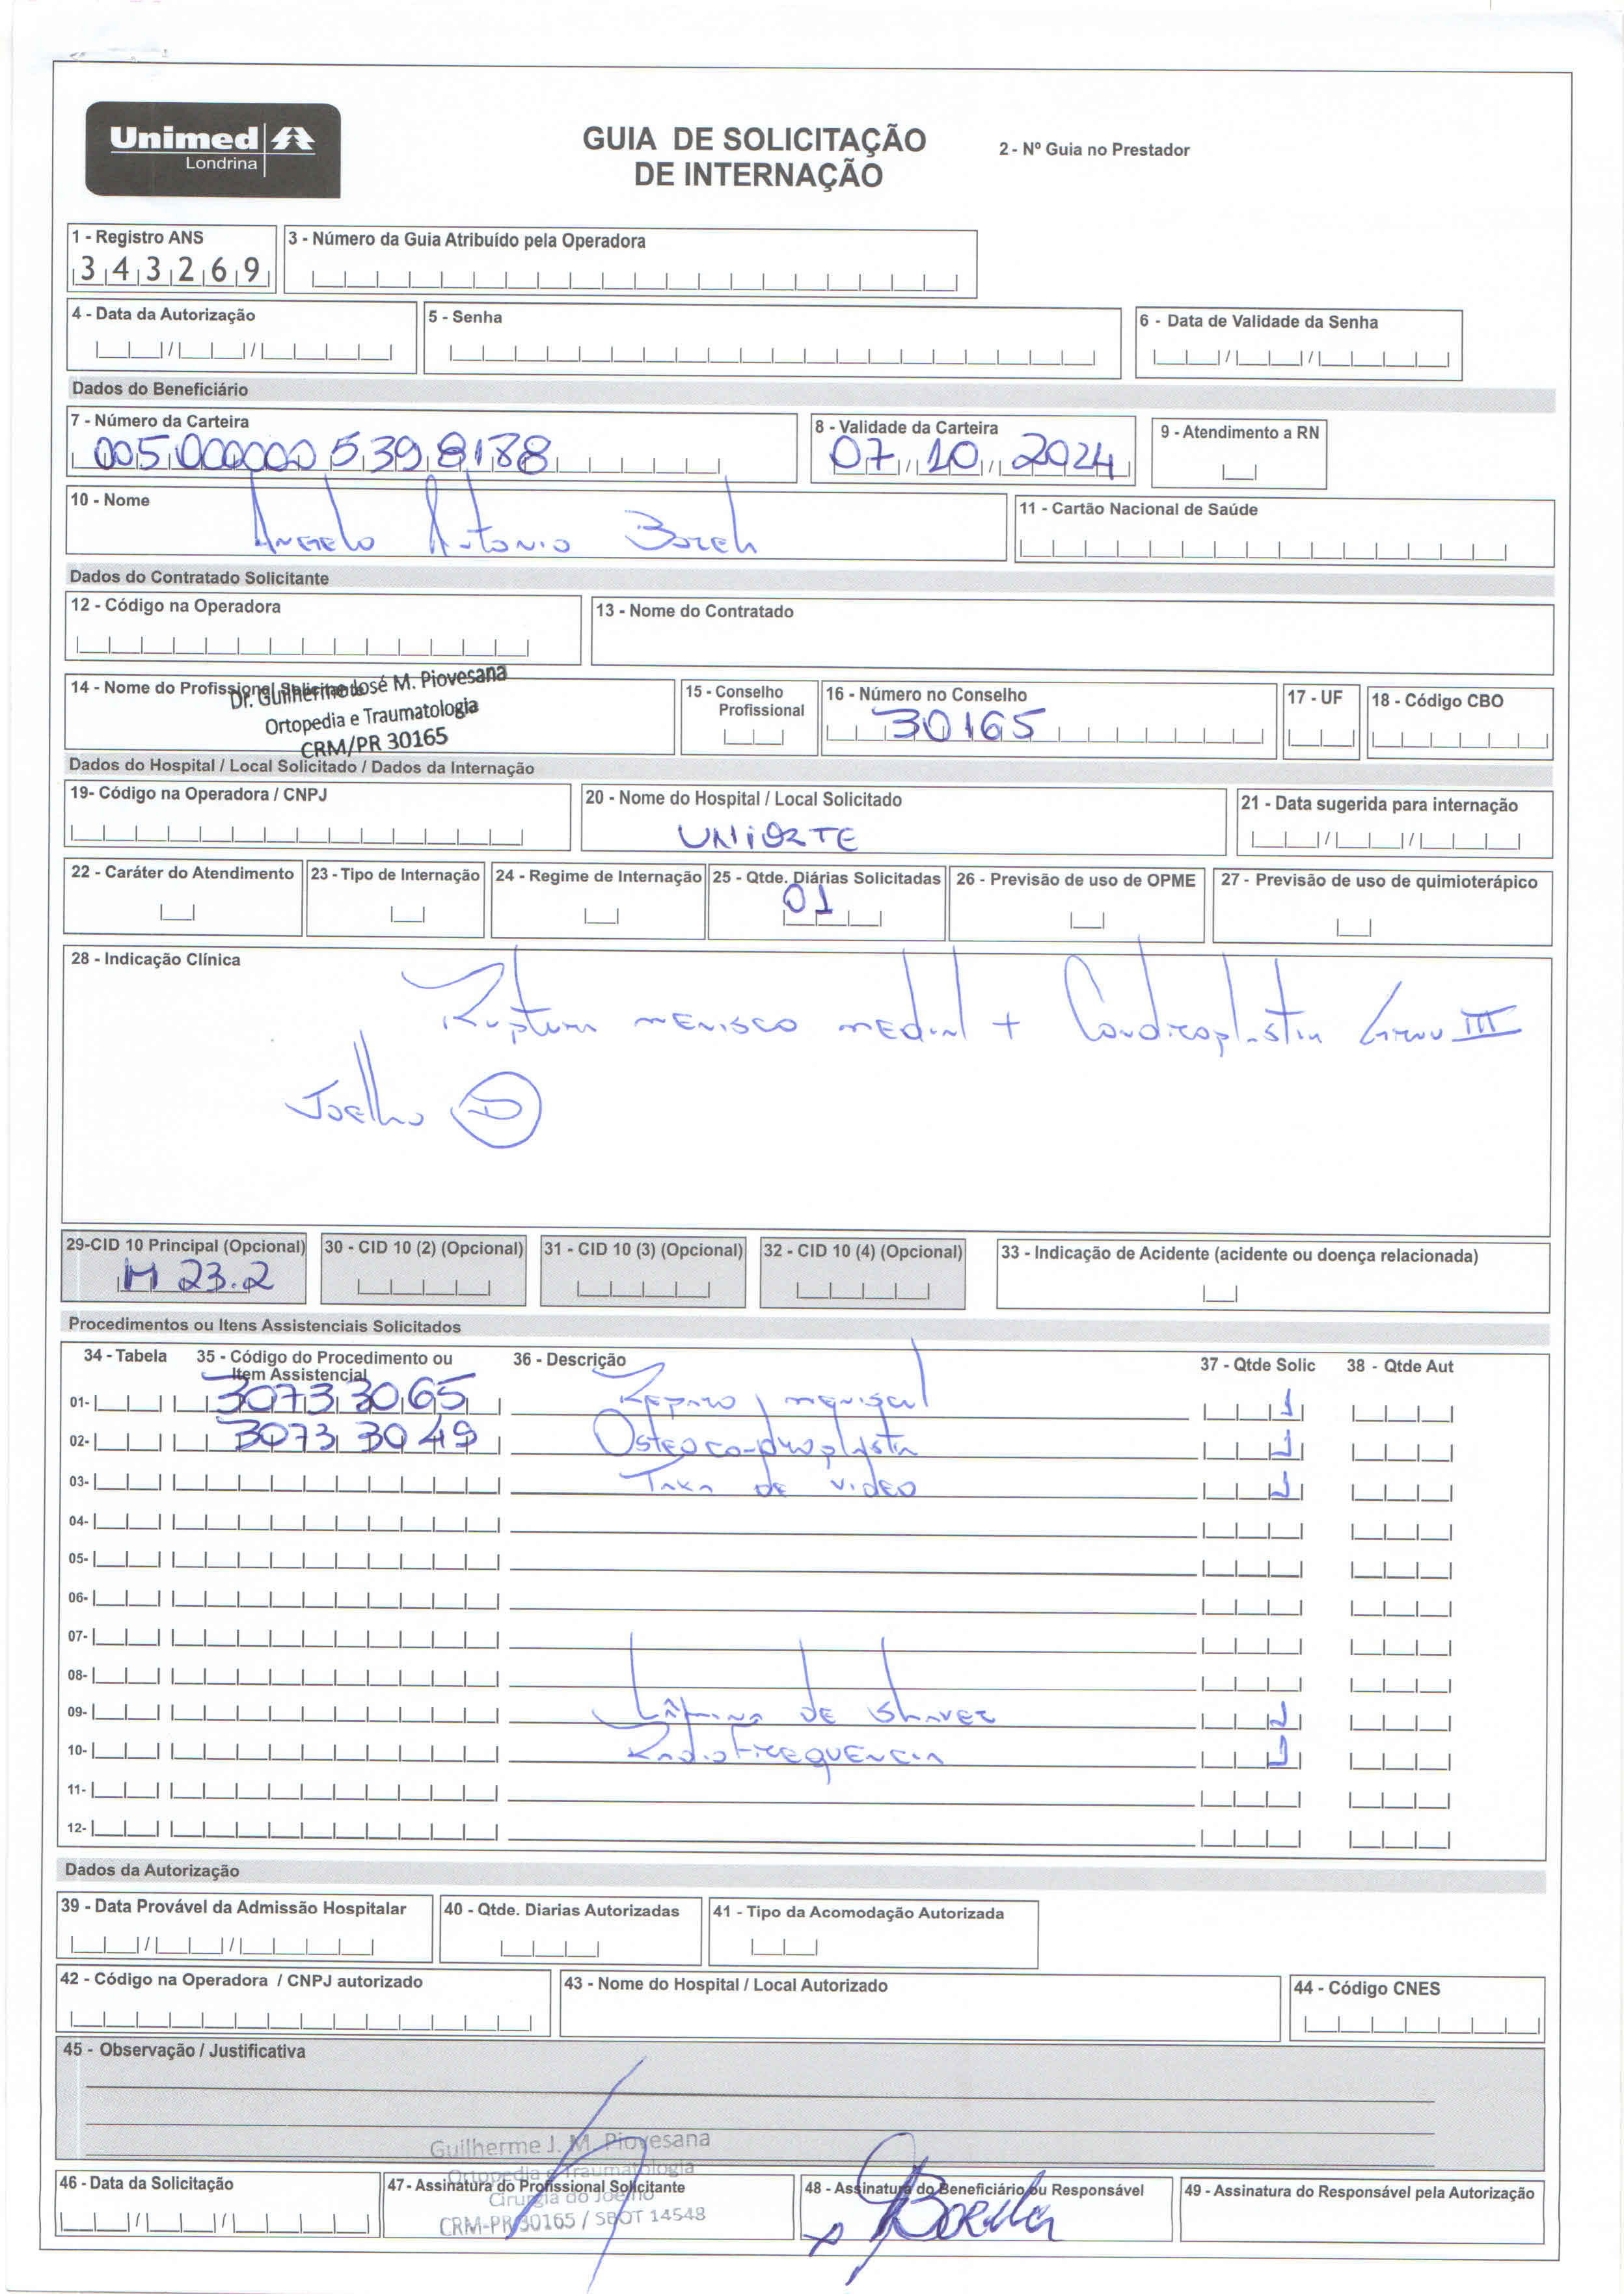 Unimed
Londrina
GUIA DE SOLICITAÇÃO
DE INTERNAÇÃO
2 - Nº Guia no Prestador
1 - Registro ANS
343269
3 - Número da Guia Atribuído pela Operadora
4 - Data da Autorização
5 - Senha
6 - Data de Validade da Senha
Dados do Beneficiário
7 - Número da Carteira
005 000000 539 8188
8 - Validade da Carteira
07/10/2024
9 - Atendimento a RN
10 - Nome
Angelo Antonio
11 - Cartão Nacional de Saúde
Dados do Contratado Solicitante
12 - Código na Operadora
13 - Nome do Contratado
14 - Nome do Profissional Solicitante
Dr. Guilherme José M. Piovesana
Ortopedia e Traumatologia
CRM/PR 30165
15 - Conselho Profissional
16 - Número no Conselho
30165
17 - UF
18 - Código CBO
Dados do Hospital / Local Solicitado / Dados da Internação
19- Código na Operadora / CNPJ
20 - Nome do Hospital / Local Solicitado
UNIORTE
21 - Data sugerida para internação
22 - Caráter do Atendimento
23 - Tipo de Internação
24 - Regime de Internação
25 - Qtde. Diárias Solicitadas
01
26 - Previsão de uso de OPME
27 - Previsão de uso de quimioterápico
28 - Indicação Clínica
Ruptura menisco medial + Condroplastia Grau III
Joelho D
29-CID 10 Principal (Opcional)
M 23.2
30 - CID 10 (2) (Opcional)
31 - CID 10 (3) (Opcional)
32 - CID 10 (4) (Opcional)
33 - Indicação de Acidente (acidente ou doença relacionada)
Procedimentos ou Itens Assistenciais Solicitados
34 - Tabela 35 - Código do Procedimento ou Item Assistencial 36 - Descrição 37 - Qtde Solic 38 - Qtde Aut
01- 30733065 Reparo meniscal 1
02- 30733049 Osteocondroplastia 1
03- Taxa de video 1
04-
05-
06-
07-
08-
09- Lâmina de Shaver 1
10- Radiofrequencia 1
11-
12-
Dados da Autorização
39 - Data Provável da Admissão Hospitalar
40 - Qtde. Diarias Autorizadas
41 - Tipo da Acomodação Autorizada
42 - Código na Operadora / CNPJ autorizado
43 - Nome do Hospital / Local Autorizado
44 - Código CNES
45 - Observação / Justificativa
46 - Data da Solicitação
47- Assinatura do Profissional Solicitante
Guilherme J. M. Piovesana
Ortopedia e Traumatologia
Cirurgia do Joelho
CRM-PR 30165 / SBOT 14548
48 - Assinatura do Beneficiário ou Responsável
49 - Assinatura do Responsável pela Autorização